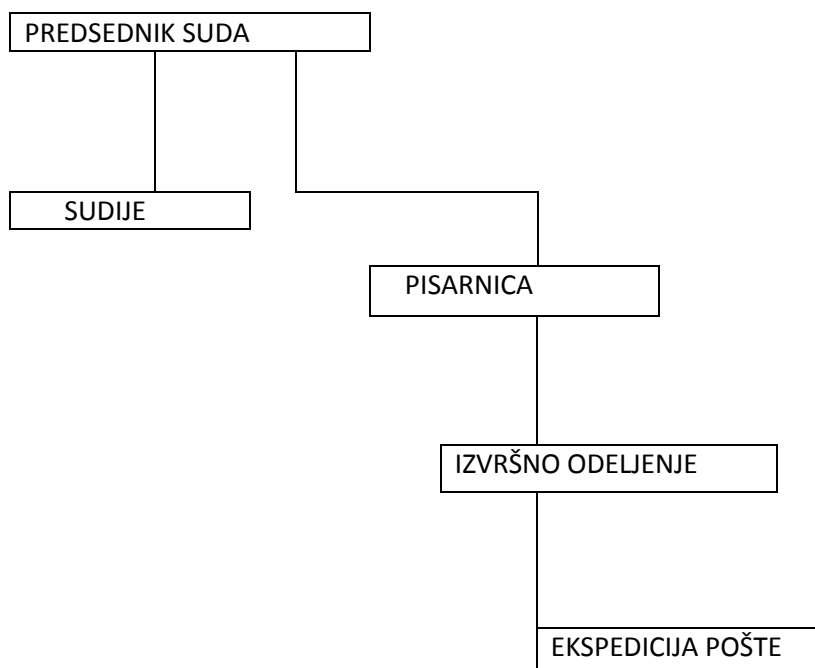 PREDSEDNIK SUDA
SUDIJE
PISARNICA
IZVRŠNO ODELJENJE
EKSPEDICIJA POŠTE